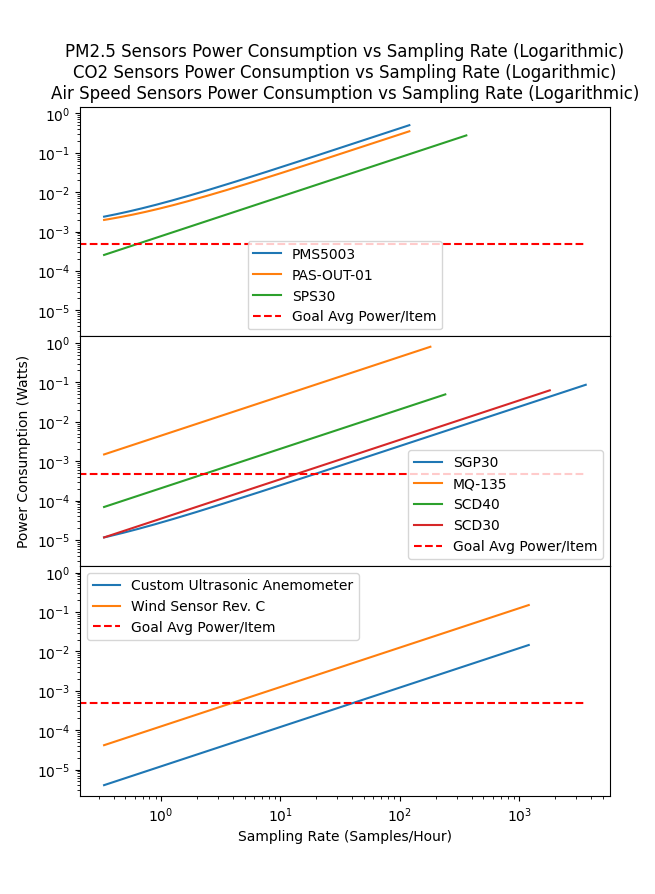 PM2.5 Sensors Power Consumption vs Sampling Rate (Logarithmic)
CO2 Sensors Power Consumption vs Sampling Rate (Logarithmic)
Air Speed Sensors Power Consumption vs Sampling Rate (Logarithmic)
10⁰
10⁻¹
10⁻²
10⁻³
10⁻⁴
10⁻⁵
PMS5003
PAS-OUT-01
SPS30
Goal Avg Power/Item
Power Consumption (Watts)
10⁰
10⁻¹
10⁻²
10⁻³
10⁻⁴
10⁻⁵
SGP30
MQ-135
SCD40
SCD30
Goal Avg Power/Item
10⁰
10⁻¹
10⁻²
10⁻³
10⁻⁴
10⁻⁵
Custom Ultrasonic Anemometer
Wind Sensor Rev. C
Goal Avg Power/Item
10⁰ 10¹ 10² 10³
Sampling Rate (Samples/Hour)